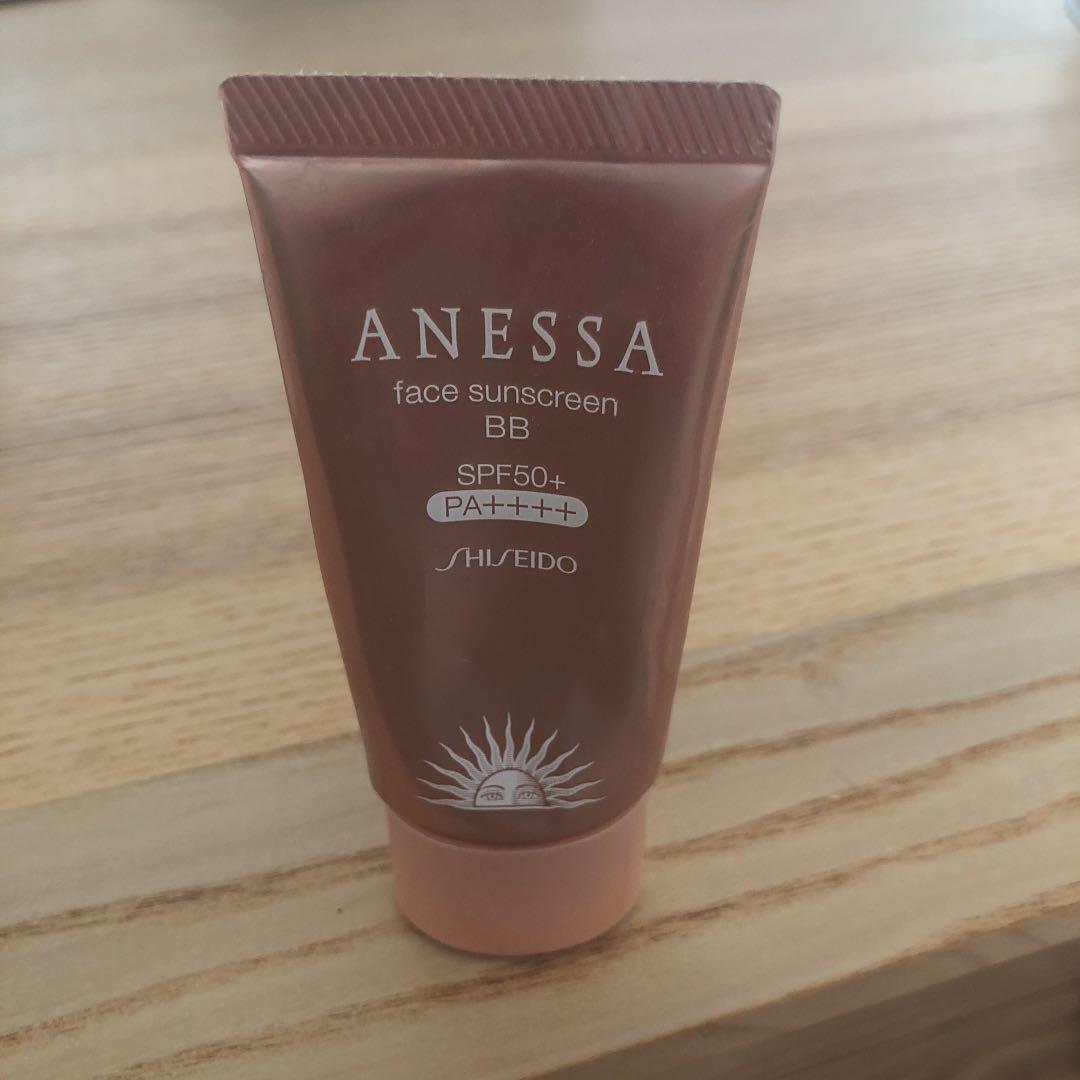 ANESSA
face sunscreen
BB
SPF50+
PA++++
SHISEIDO